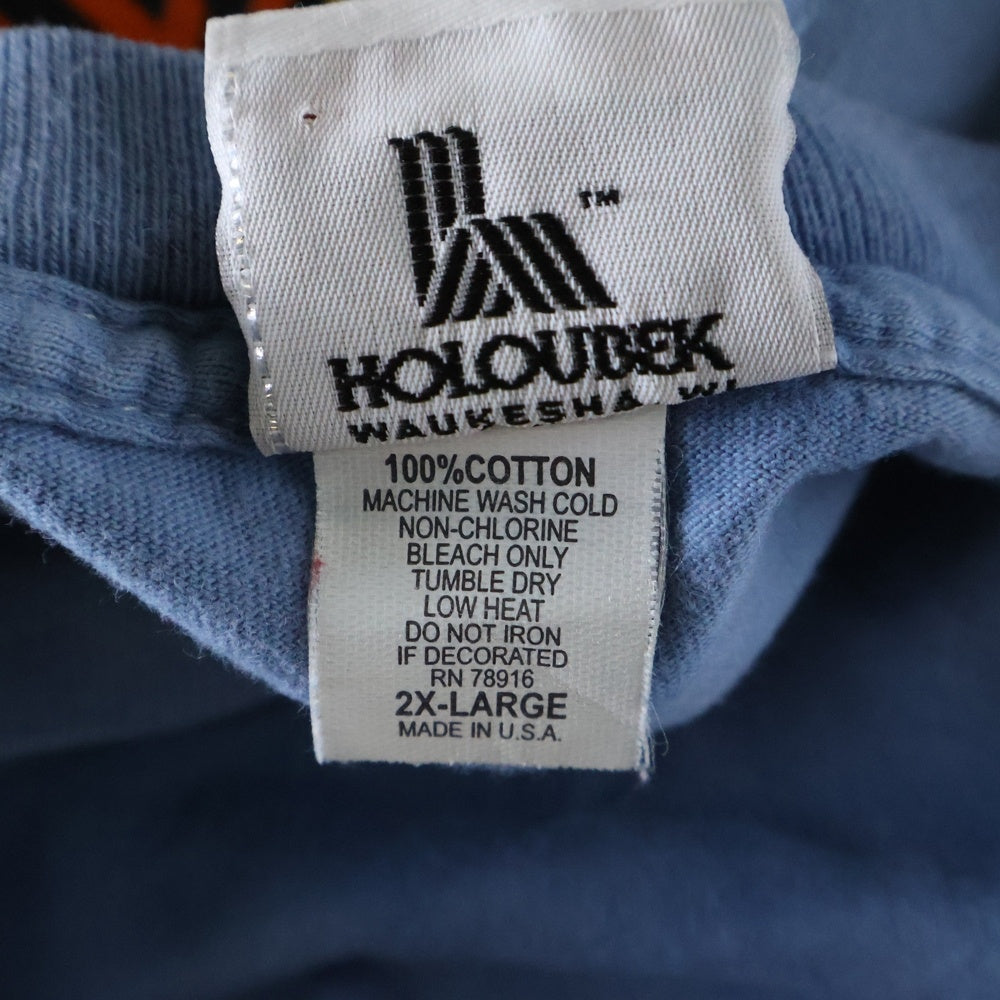 TM
HOLOUBEK
WAUKESHA, WI
100%COTTON
MACHINE WASH COLD
NON-CHLORINE
BLEACH ONLY
TUMBLE DRY
LOW HEAT
DO NOT IRON
IF DECORATED
RN 78916
2X-LARGE
MADE IN U.S.A.